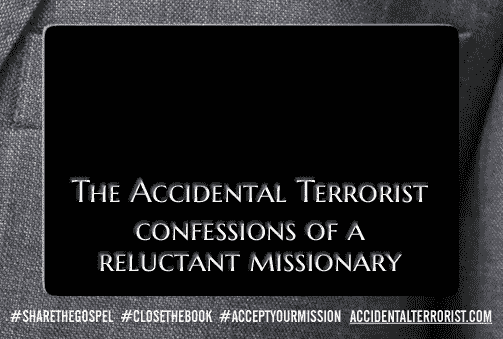 The Accidental Terrorist
confessions of a
reluctant missionary
#SHARETHEGOSPEL #CLOSETHEBOOK #ACCEPTYOURMISSION ACCIDENTALTERRORIST.COM